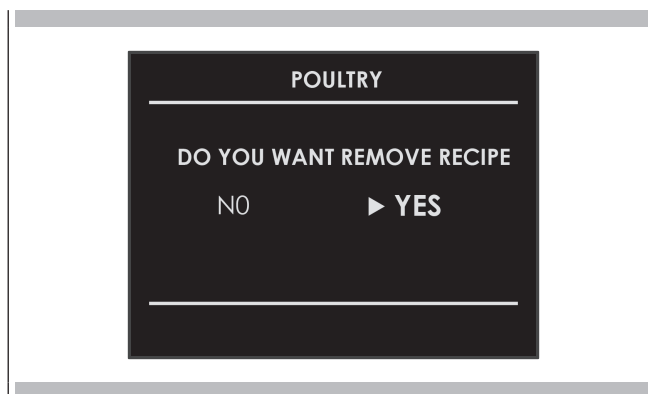 POULTRY
DO YOU WANT REMOVE RECIPE
N0 ▶ YES